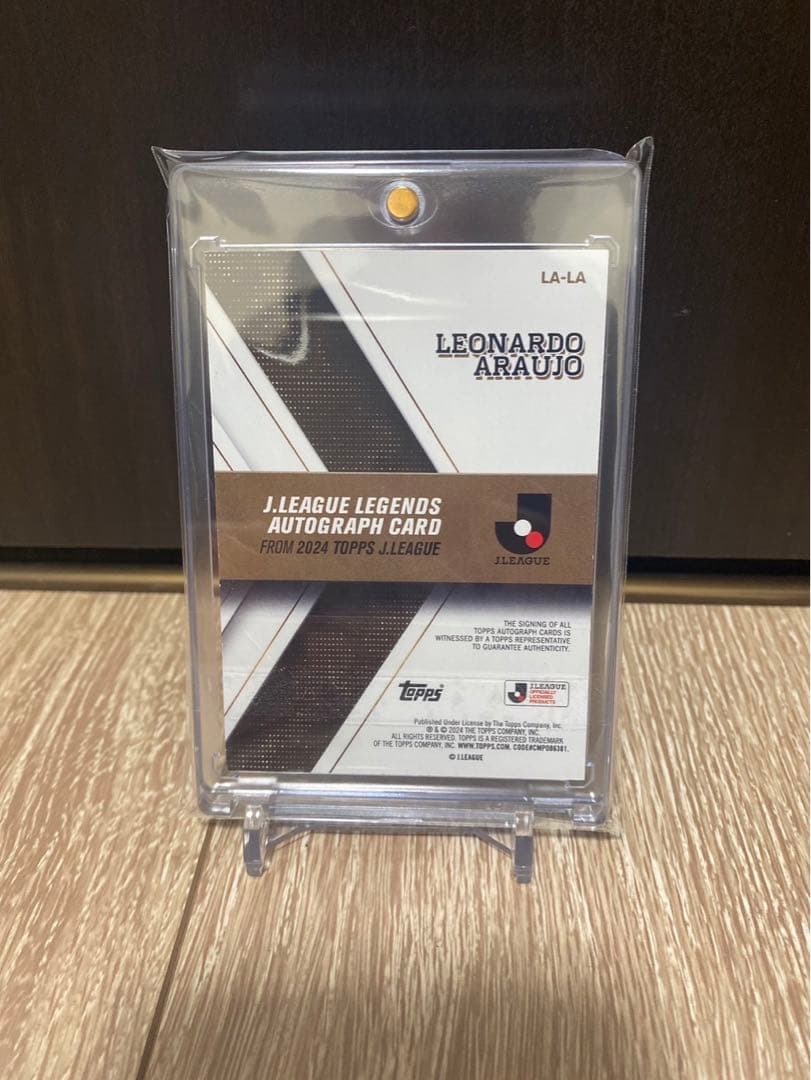 LA-LA
LEONARDO
ARAUJO
J.LEAGUE LEGENDS
AUTOGRAPH CARD
FROM 2024 TOPPS J.LEAGUE
J.LEAGUE
THE SIGNING OF ALL
TOPPS AUTOGRAPH CARDS IS
WITNESSED BY A TOPPS REPRESENTATIVE
TO GUARANTEE AUTHENTICITY.
topps
J.LEAGUE
OFFICIALLY
LICENSED
PRODUCTS
Published Under License by The Topps Company, Inc.
® & © 2024 THE TOPPS COMPANY, INC.
ALL RIGHTS RESERVED. TOPPS IS A REGISTERED TRADEMARK
OF THE TOPPS COMPANY, INC. WWW.TOPPS.COM. CODE#CMP086381.
© J.LEAGUE